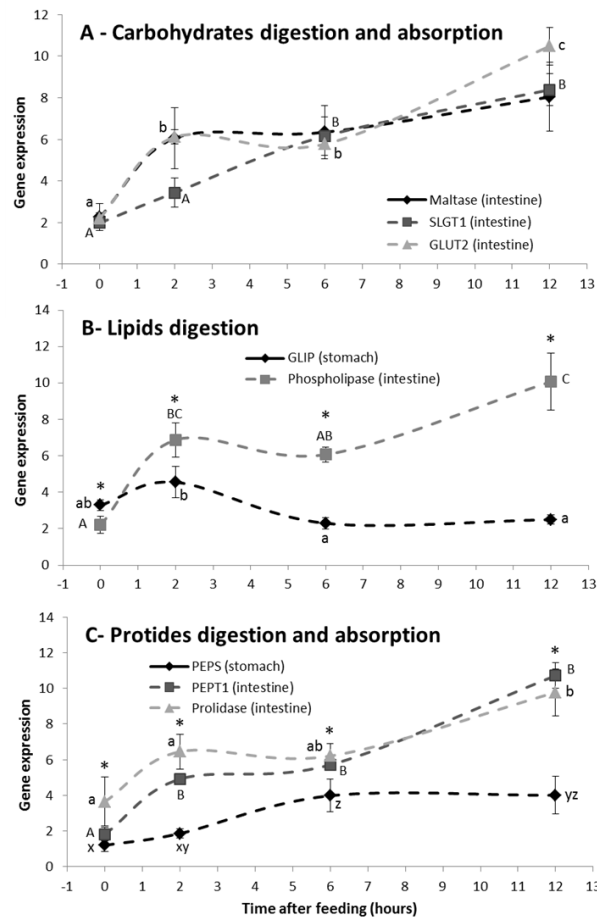 A - Carbohydrates digestion and absorption
12
10
8
6
4
2
0
Gene expression
a
A
b
A
B
b
c
B
Maltase (intestine)
SLGT1 (intestine)
GLUT2 (intestine)
-1 0 1 2 3 4 5 6 7 8 9 10 11 12 13
B- Lipids digestion
14
12
10
8
6
4
2
0
Gene expression
GLIP (stomach)
Phospholipase (intestine)
*
ab
A
*
BC
b
*
AB
a
*
C
a
-1 0 1 2 3 4 5 6 7 8 9 10 11 12 13
C- Protides digestion and absorption
14
12
10
8
6
4
2
0
Gene expression
PEPS (stomach)
PEPT1 (intestine)
Prolidase (intestine)
*
a
A
x
*
a
B
xy
*
ab
B
z
*
B
b
yz
-1 0 1 2 3 4 5 6 7 8 9 10 11 12 13
Time after feeding (hours)